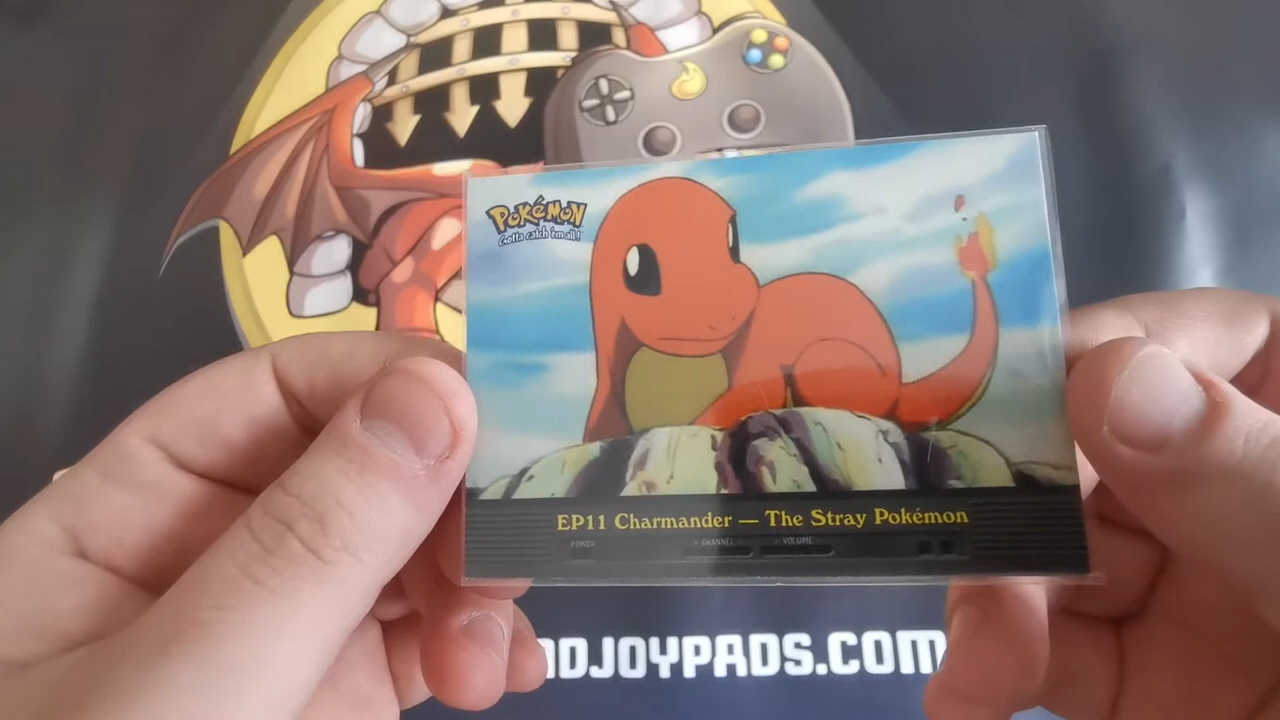 POKéMON
Gotta catch 'em all!
EP11 Charmander — The Stray Pokémon
POWER
CHANNEL
VOLUME
NDJOYPADS.COM